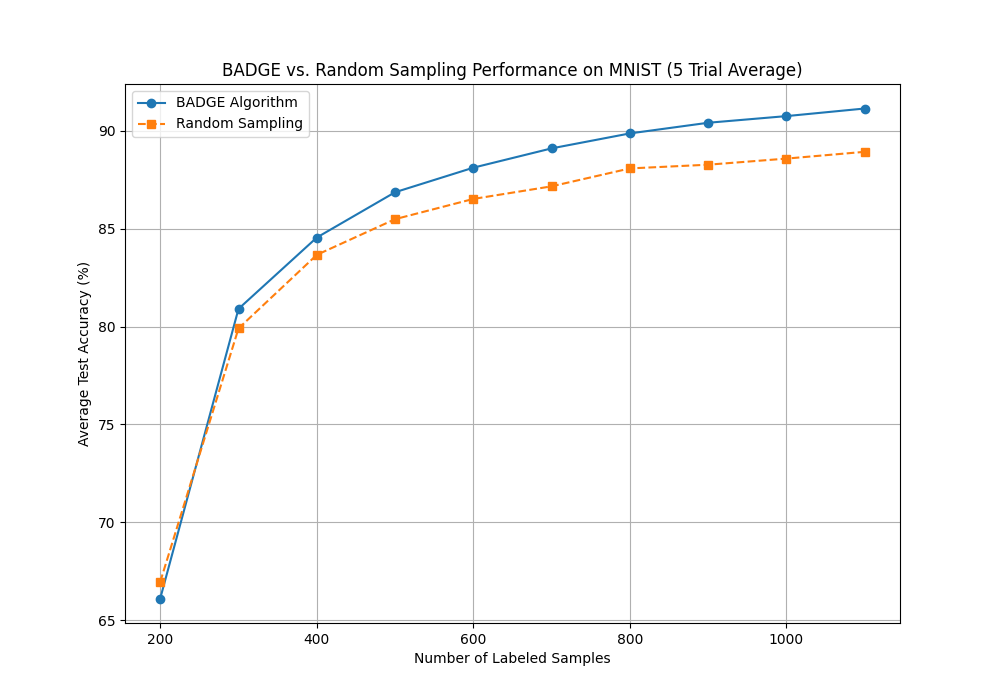 BADGE vs. Random Sampling Performance on MNIST (5 Trial Average)
BADGE Algorithm
Random Sampling
Average Test Accuracy (%)
90
85
80
75
70
65
200 400 600 800 1000
Number of Labeled Samples